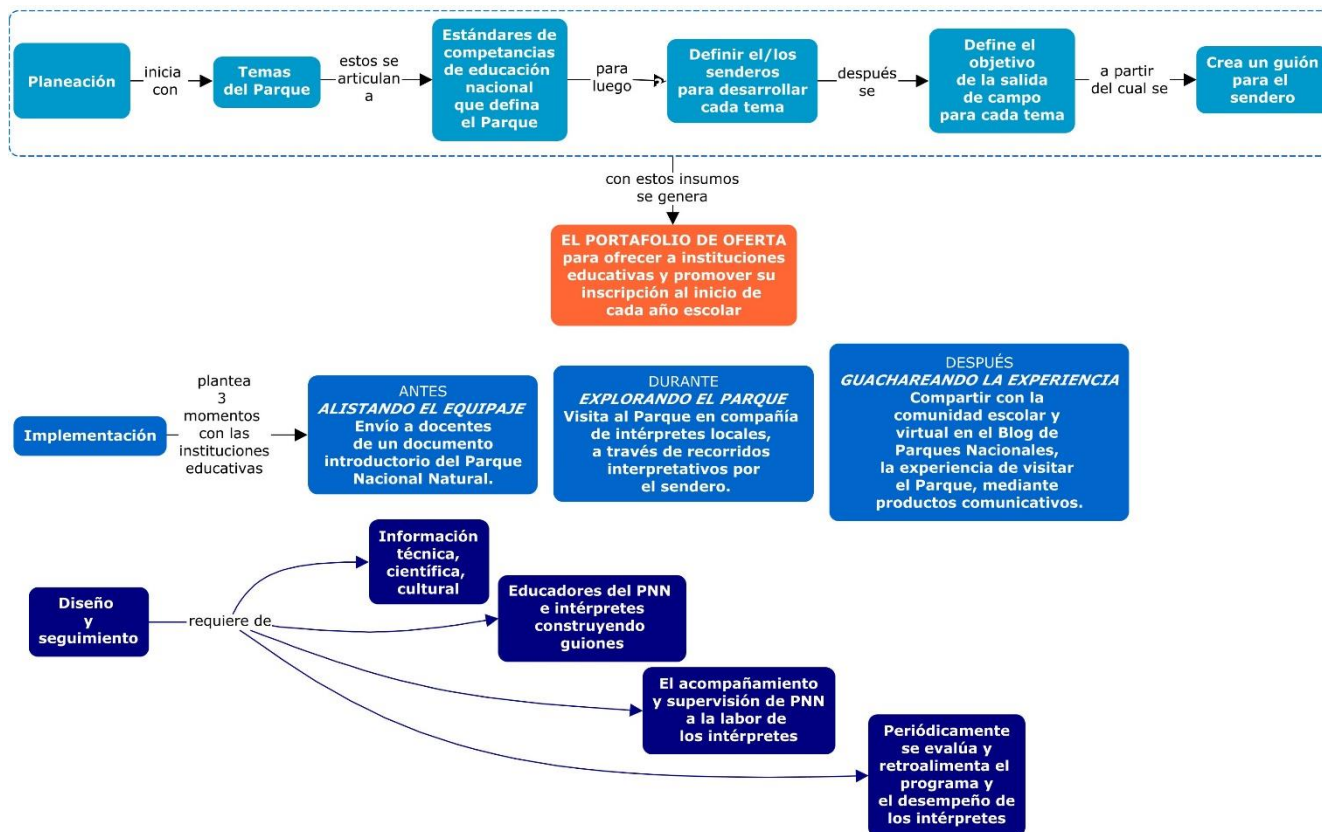 Planeación
inicia
con
Temas
del Parque
estos se
articulan
a
Estándares de
competancias
de educación
nacional
que defina
el Parque
para
luego
Definir el/los
senderos
para desarrollar
cada tema
después
se
Define el
objetivo
de la salida
de campo
para cada tema
a partir
del cual se
Crea un guión
para el
sendero
con estos insumos
se genera
EL PORTAFOLIO DE OFERTA
para ofrecer a instituciones
educativas y promover su
inscripción al inicio de
cada año escolar
Implementación
plantea
3
momentos
con las
instituciones
educativas
ANTES
ALISTANDO EL EQUIPAJE
Envío a docentes
de un documento
introductorio del Parque
Nacional Natural.
DURANTE
EXPLORANDO EL PARQUE
Visita al Parque en compañía
de intérpretes locales,
a través de recorridos
interpretativos por
el sendero.
DESPUÉS
GUACHAREANDO LA EXPERIENCIA
Compartir con la
comunidad escolar y
virtual en el Blog de
Parques Nacionales,
la experiencia de visitar
el Parque, mediante
productos comunicativos.
Diseño
y
seguimiento
requiere de
Información
técnica,
científica,
cultural
Educadores del PNN
e intérpretes
construyendo
guiones
El acompañamiento
y supervisión de PNN
a la labor de
los intérpretes
Periódicamente
se evalúa y
retroalimenta el
programa y
el desempeño de
los intérpretes